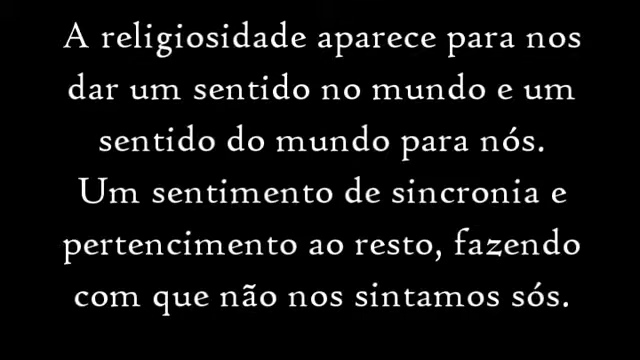 A religiosidade aparece para nos
dar um sentido no mundo e um
sentido do mundo para nós.
Um sentimento de sincronia e
pertencimento ao resto, fazendo
com que não nos sintamos sós.